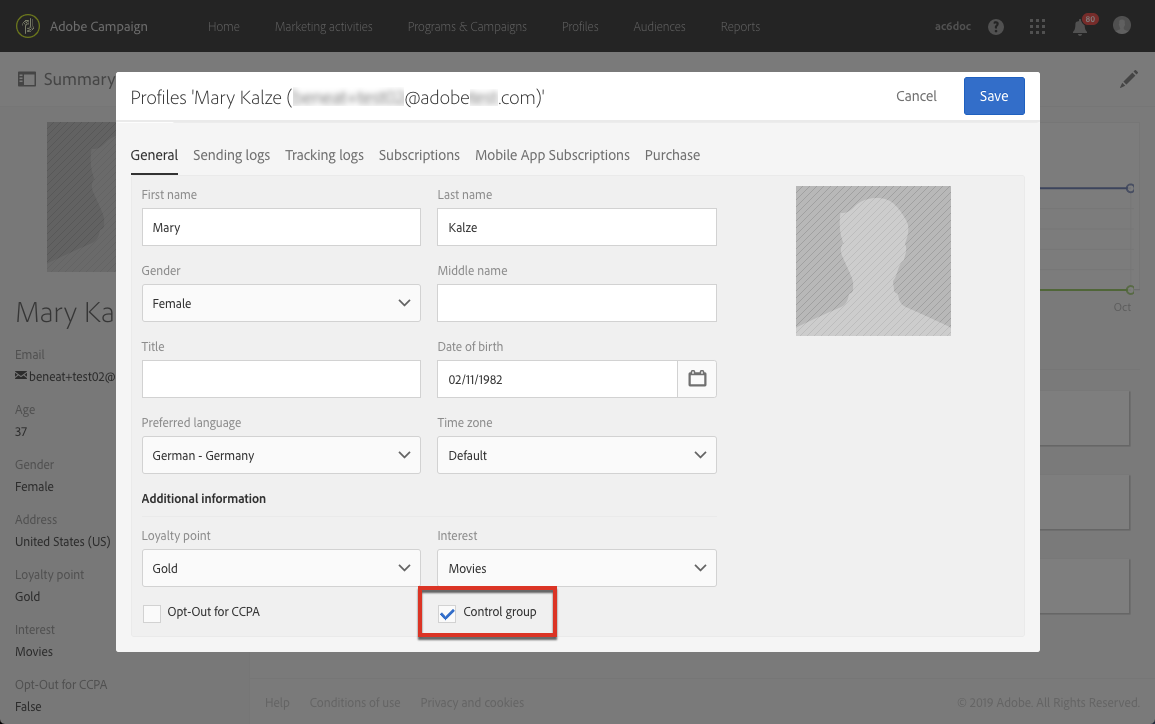 Adobe Campaign Home Marketing activities Programs & Campaigns Profiles Audiences Reports ac6doc ? 80
Summary
Profiles 'Mary Kalze ( @adobe .com)' Cancel Save
General Sending logs Tracking logs Subscriptions Mobile App Subscriptions Purchase
First name Last name
Mary Kalze
Gender Middle name
Female
Title Date of birth
02/11/1982
Preferred language Time zone
German - Germany Default
Additional information
Loyalty point Interest
Gold Movies
Opt-Out for CCPA Control group
Mary Ka
Email
beneat+test02@
Age
37
Gender
Female
Address
United States (US)
Loyalty point
Gold
Interest
Movies
Opt-Out for CCPA
False
Oct
Help Conditions of use Privacy and cookies © 2019 Adobe. All Rights Reserved.